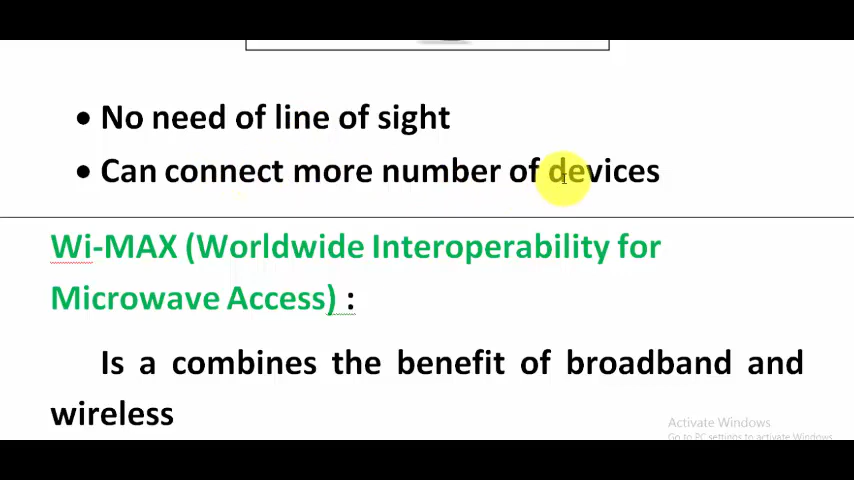 • No need of line of sight
• Can connect more number of devices
Wi-MAX (Worldwide Interoperability for
Microwave Access) :
Is a combines the benefit of broadband and
wireless
Activate Windows
Go to PC settings to activate Windows.